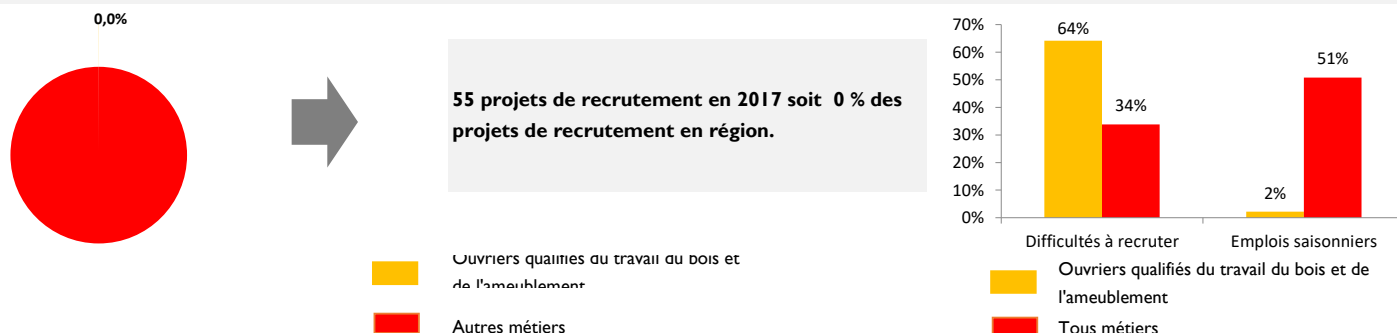 0,0%
55 projets de recrutement en 2017 soit 0 % des
projets de recrutement en région.
Ouvriers qualifiés du travail du bois et
de l'ameublement
Autres métiers
70%
60%
50%
40%
30%
20%
10%
0%
64%
34%
2%
51%
Difficultés à recruter
Emplois saisonniers
Ouvriers qualifiés du travail du bois et de
l'ameublement
Tous métiers